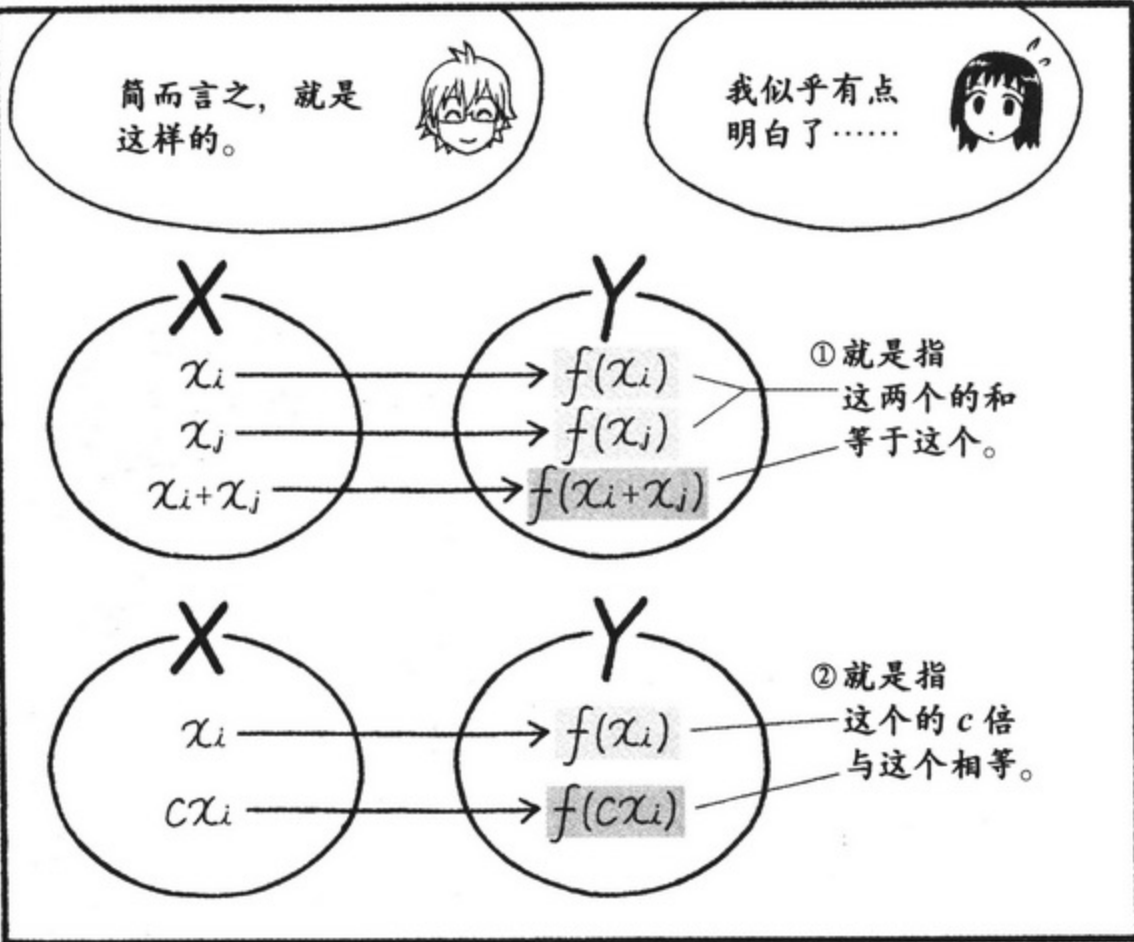 简而言之，就是
这样的。
我似乎有点
明白了……
X
Y
xi
f(xi)
xj
f(xj)
xi+xj
f(xi+xj)
①就是指
这两个的和
等于这个。
X
Y
xi
f(xi)
cxi
f(cxi)
②就是指
这个的 c 倍
与这个相等。